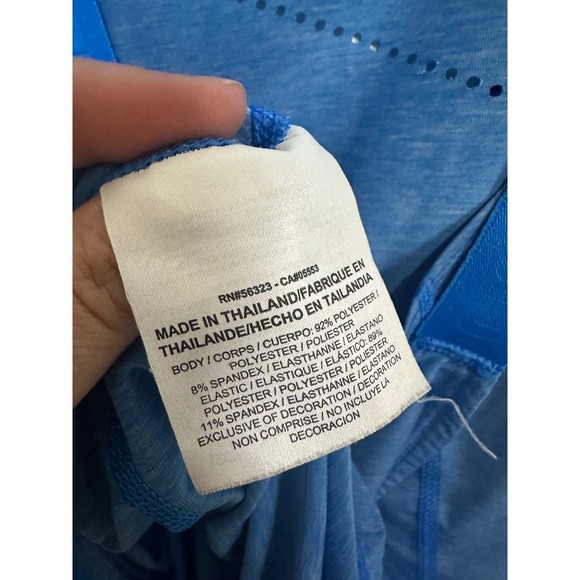 RN#56323 - CA#05553
MADE IN THAILAND/FABRIQUE EN
THAILANDE/HECHO EN TAILANDIA
BODY / CORPS / CUERPO: 92% POLYESTER /
POLYESTER / POLIESTER
8% SPANDEX / ELASTHANNE / ELASTANO
ELASTIC / ELASTIQUE / ELÁSTICO: 89%
POLYESTER / POLYESTER / POLIESTER
11% SPANDEX / ELASTHANNE / ELASTANO
EXCLUSIVE OF DECORATION / DECORATION
NON COMPRISE / NO INCLUYE LA
DECORACION